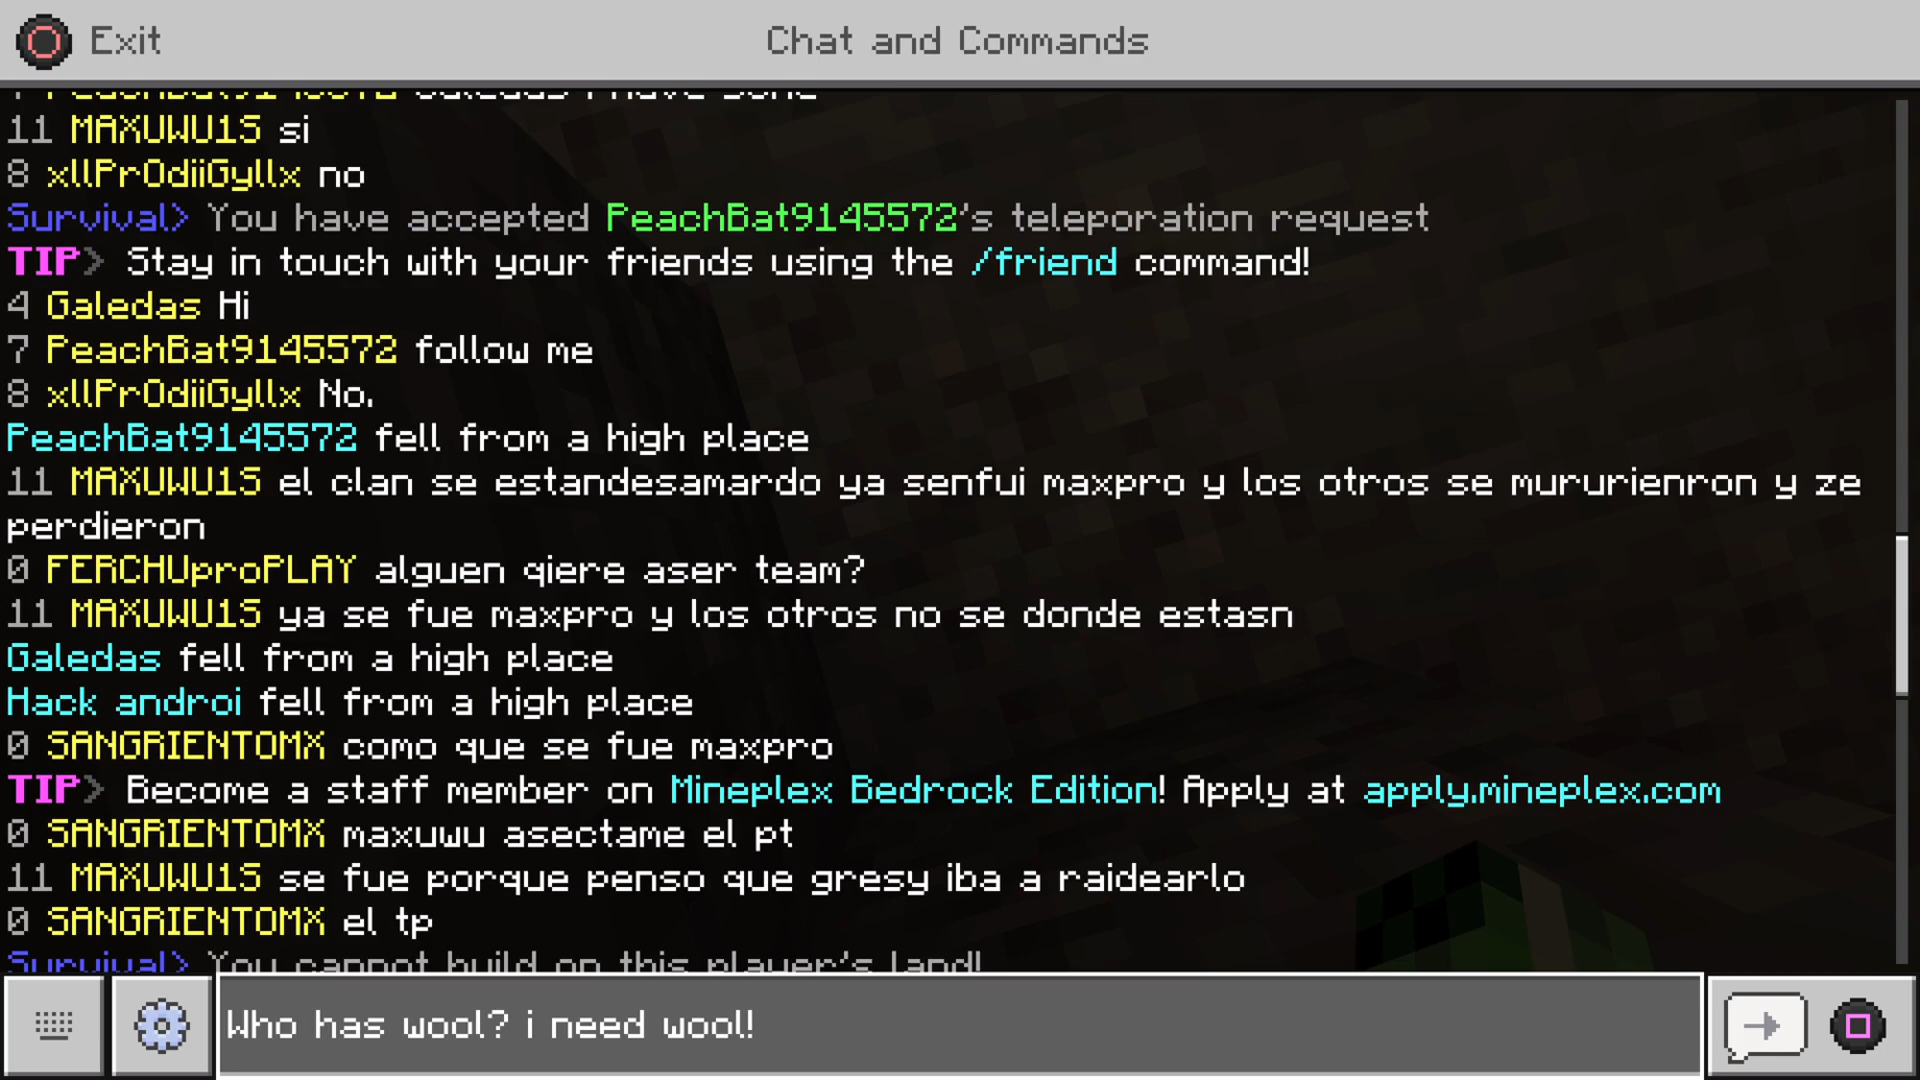 Exit
Chat and Commands
11 MAXUWU15 si
8 xllPr0diiGyllx no
Survival> You have accepted PeachBat9145572's teleporation request
TIP> Stay in touch with your friends using the /friend command!
4 Galedas Hi
7 PeachBat9145572 follow me
8 xllPr0diiGyllx No.
PeachBat9145572 fell from a high place
11 MAXUWU15 el clan se estandesamardo ya senfui maxpro y los otros se mururienron y ze
perdieron
0 FERCHUproPLAY alguen qiere aser team?
11 MAXUWU15 ya se fue maxpro y los otros no se donde estasn
Galedas fell from a high place
Hack androi fell from a high place
0 SANGRIENTOMX como que se fue maxpro
TIP> Become a staff member on Mineplex Bedrock Edition! Apply at apply.mineplex.com
0 SANGRIENTOMX maxuwu asectame el pt
11 MAXUWU15 se fue porque penso que gresy iba a raidearlo
0 SANGRIENTOMX el tp
Survival> You cannot build on this player's land!
Who has wool? i need wool!